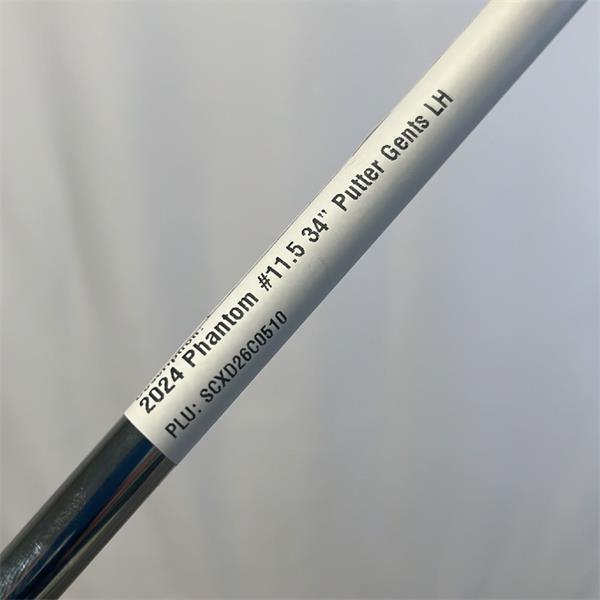 2024 Phantom #11.5 34" Putter Gents LH
PLU: SCXD26C0510